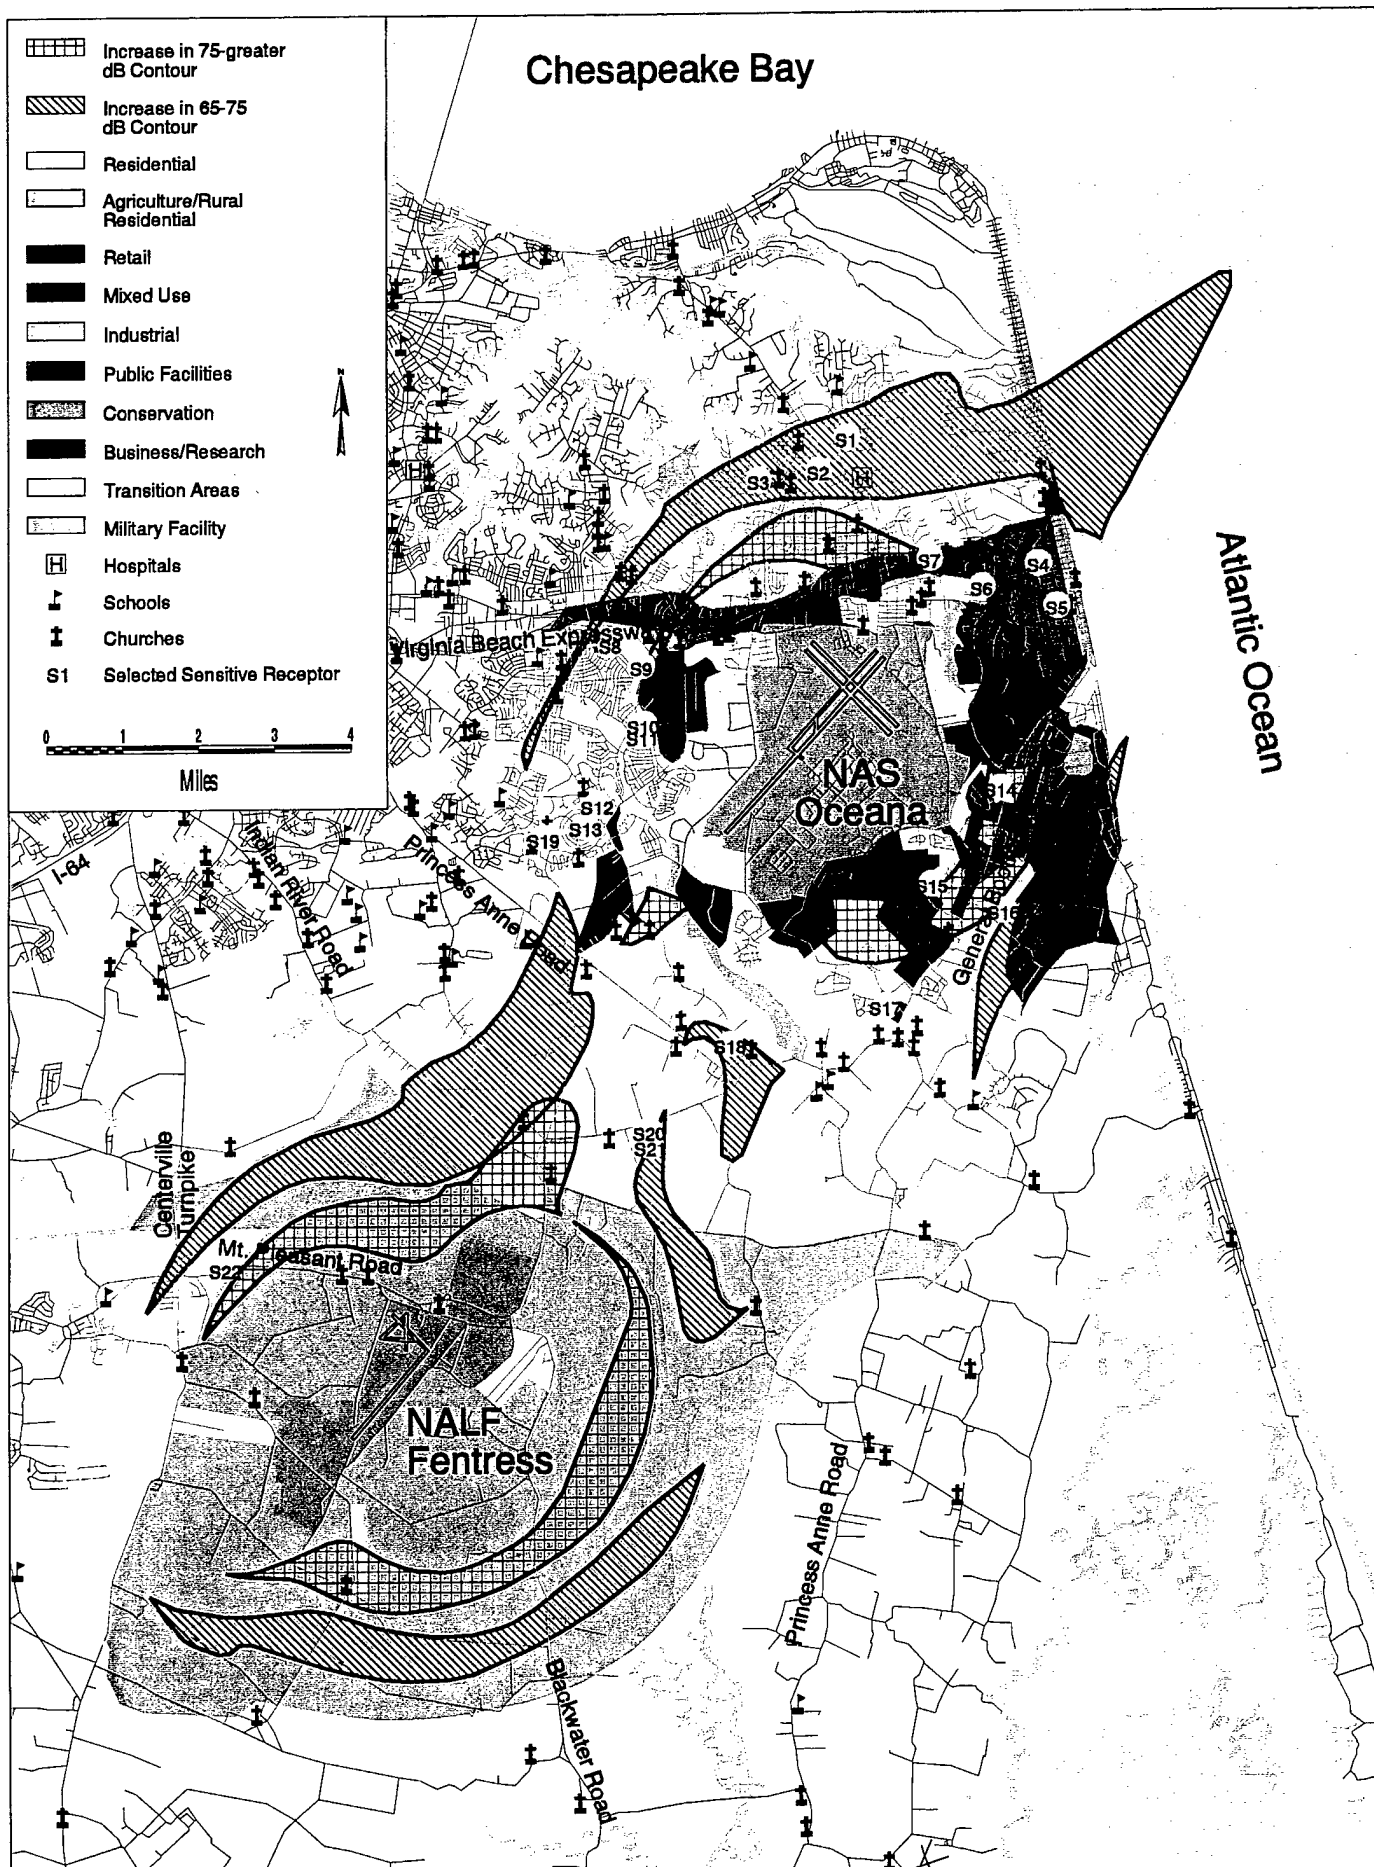 Increase in 75-greater
dB Contour
Increase in 65-75
dB Contour
Residential
Agriculture/Rural
Residential
Retail
Mixed Use
Industrial
Public Facilities
Conservation
Business/Research
Transition Areas
Military Facility
H Hospitals
Schools
Churches
S1 Selected Sensitive Receptor
N
0 1 2 3 4
Miles
Chesapeake Bay
Atlantic Ocean
H
S1
S2
S3
H
S7
S4
S6
S5
Virginia Beach Expressw
S8
S9
S10
S11
NAS
Oceana
S14
S12
S13
S19
S15
S16
I-64
Indian River Road
Princess Anne Road
General
S17
S18
S20
S21
Centerville
Turnpike
Mt. Pleasant Road
S22
NALF
Fentress
Princess Anne Road
Blackwater Road